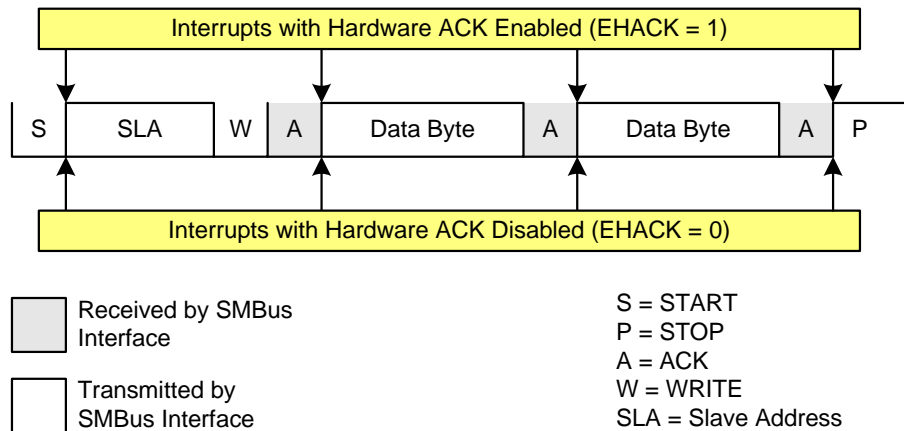 Interrupts with Hardware ACK Enabled (EHACK = 1)
S SLA W A Data Byte A Data Byte A P
Interrupts with Hardware ACK Disabled (EHACK = 0)
Received by SMBus
Interface
Transmitted by
SMBus Interface
S = START
P = STOP
A = ACK
W = WRITE
SLA = Slave Address